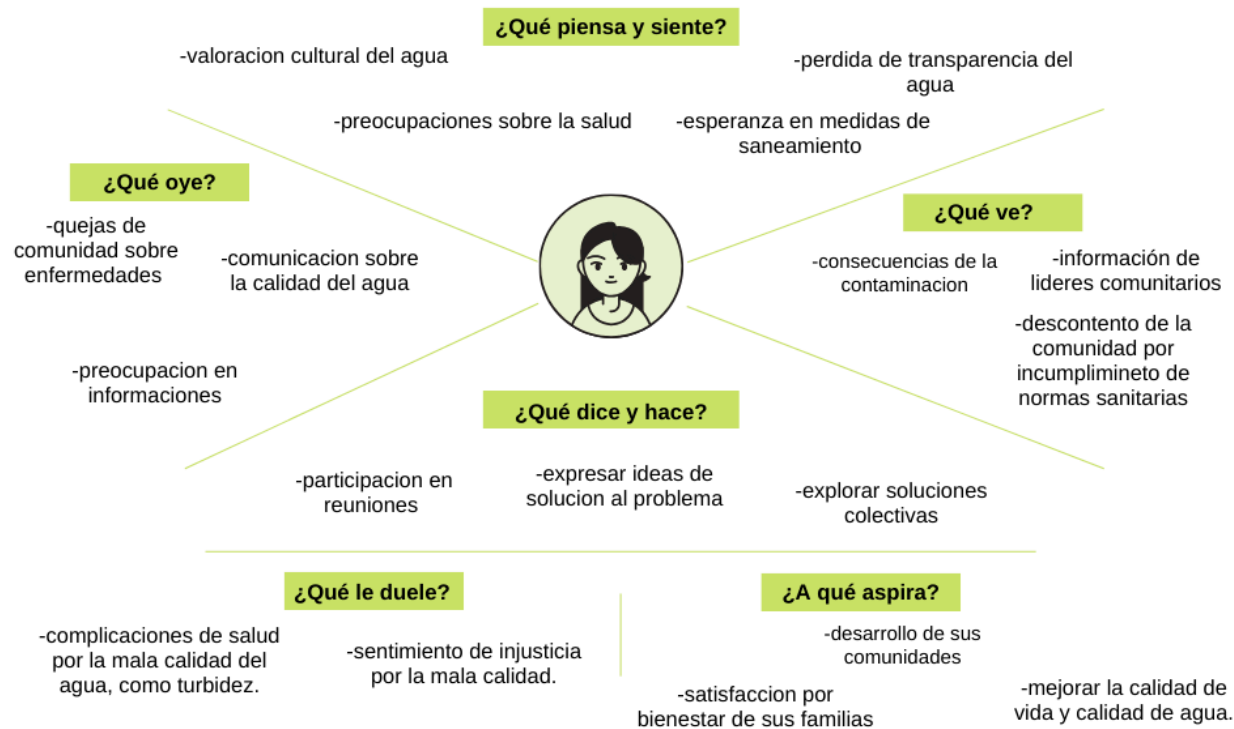 ¿Qué piensa y siente?
-valoracion cultural del agua
-perdida de transparencia del
agua
-preocupaciones sobre la salud
-esperanza en medidas de
saneamiento
¿Qué oye?
-quejas de
comunidad sobre
enfermedades
-comunicacion sobre
la calidad del agua
-preocupacion en
informaciones
¿Qué ve?
-consecuencias de la
contaminacion
-información de
lideres comunitarios
-descontento de la
comunidad por
incumplimineto de
normas sanitarias
¿Qué dice y hace?
-participacion en
reuniones
-expresar ideas de
solucion al problema
-explorar soluciones
colectivas
¿Qué le duele?
-complicaciones de salud
por la mala calidad del
agua, como turbidez.
-sentimiento de injusticia
por la mala calidad.
¿A qué aspira?
-desarrollo de sus
comunidades
-satisfaccion por
bienestar de sus familias
-mejorar la calidad de
vida y calidad de agua.